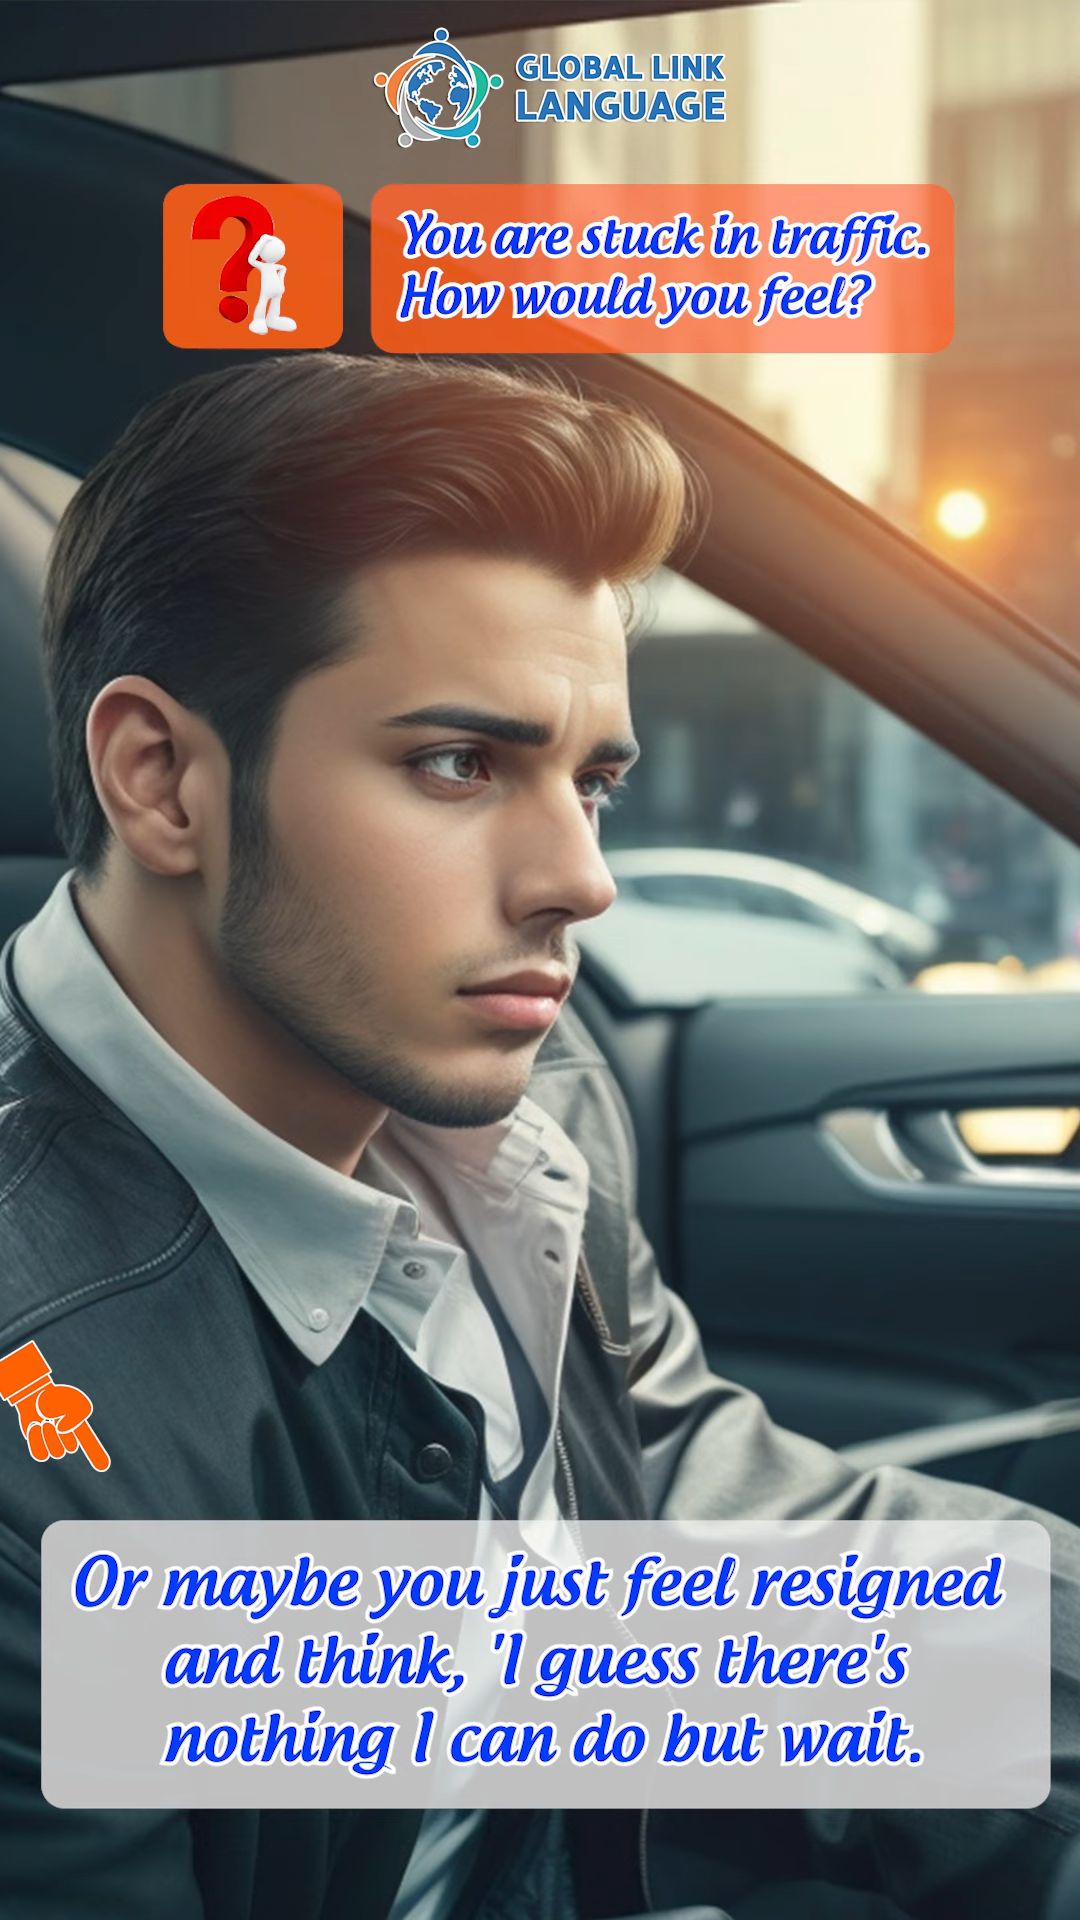 GLOBAL LINK
LANGUAGE
You are stuck in traffic.
How would you feel?
Or maybe you just feel resigned
and think, 'I guess there's
nothing I can do but wait.